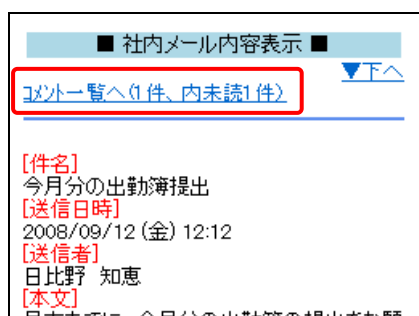 ■ 社内メール内容表示 ■
▼下へ
ｺﾒﾝﾄ一覧へ(1件、内未読1件)
[件名]
今月分の出勤簿提出
[送信日時]
2008/09/12 (金) 12:12
[送信者]
日比野　知恵
[本文]